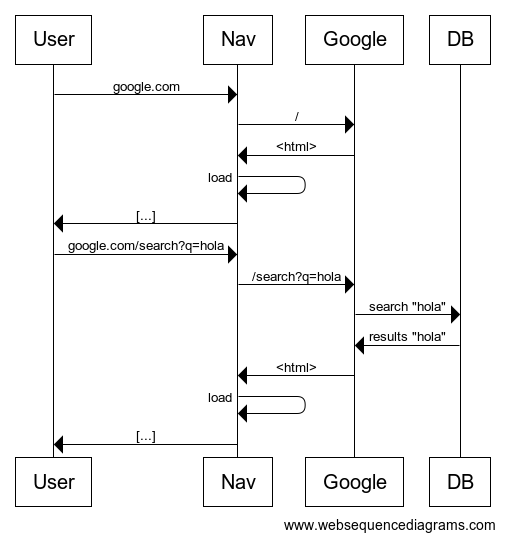 User Nav Google DB
google.com
/
<html>
load
[...]
google.com/search?q=hola
/search?q=hola
search "hola"
results "hola"
<html>
load
[...]
User Nav Google DB
www.websequencediagrams.com